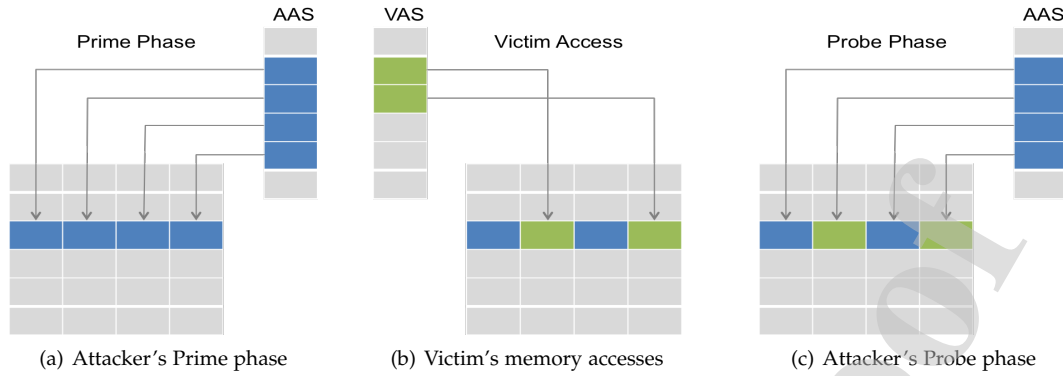 AAS
Prime Phase
(a) Attacker's Prime phase
VAS
Victim Access
(b) Victim's memory accesses
AAS
Probe Phase
(c) Attacker's Probe phase